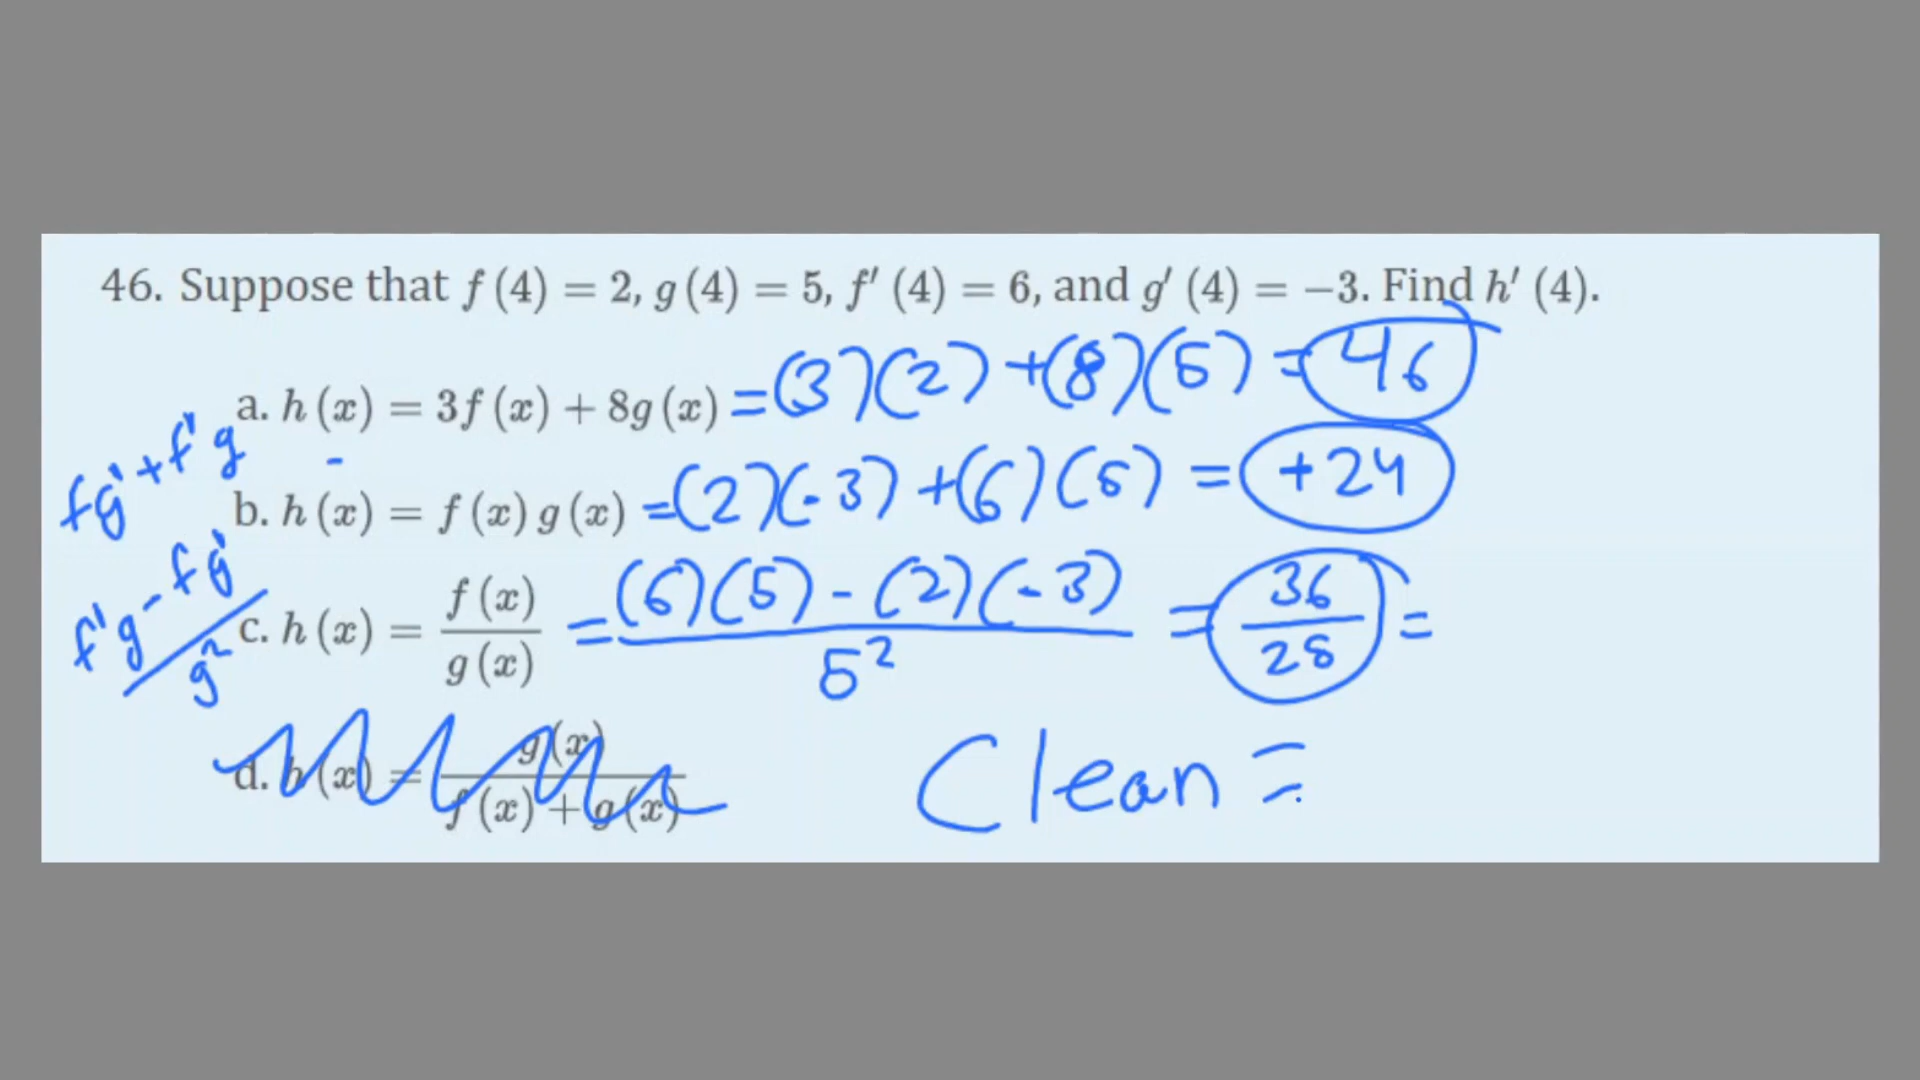 46. Suppose that f (4) = 2, g (4) = 5, f′ (4) = 6, and g′ (4) = −3. Find h′ (4).
a. h (x) = 3f (x) + 8g (x) = (3)(2) + (8)(5) = 46
fg' + f'g
b. h (x) = f (x) g (x) = (2)(-3) + (6)(5) = +24
f'g - fg' / g²
c. h (x) = f (x) / g (x) = (6)(5) - (2)(-3) / 5² = 36 / 25 =
d. h (x) = g(x) / f (x) + g (x)
Clean =